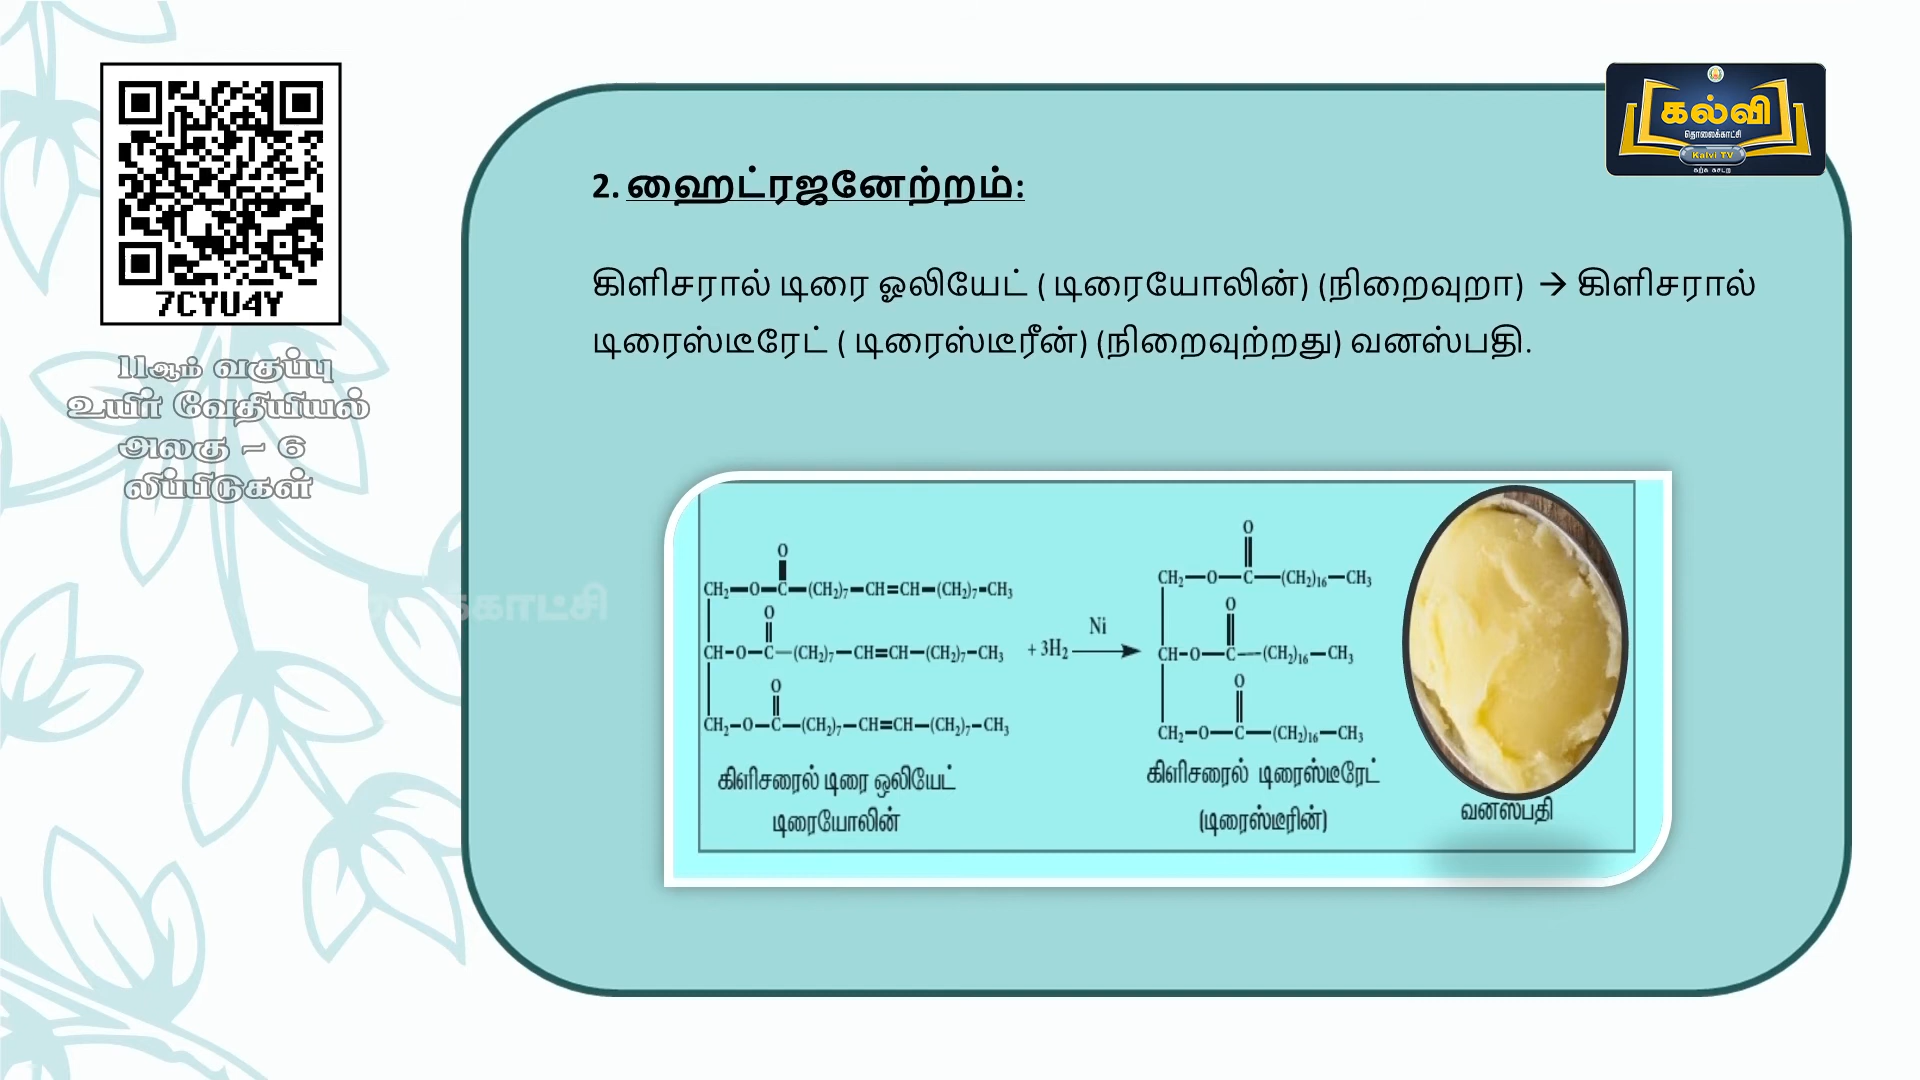 7CYU4Y
11ஆம் வகுப்பு
உயிர் வேதியியல்
அலகு – 6
லிப்பிடுகள்
கல்வி
தொலைக்காட்சி
Kalvi TV
கற்க கசடற
2. ஹைட்ரஜனேற்றம்:
கிளிசரால் டிரை ஓலியேட் ( டிரையோலின்) (நிறைவுறா) → கிளிசரால்
டிரைஸ்டீரேட் ( டிரைஸ்டீரீன்) (நிறைவுற்றது) வனஸ்பதி.
O
CH₂—O—C—(CH₂)₇—CH=CH—(CH₂)₇—CH₃
O
CH—O—C—(CH₂)₇—CH=CH—(CH₂)₇—CH₃
O
CH₂—O—C—(CH₂)₇—CH=CH—(CH₂)₇—CH₃
கிளிசரைல் டிரை ஒலியேட்
டிரையோலின்
+ 3H₂
Ni
O
CH₂—O—C—(CH₂)₁₆—CH₃
O
CH—O—C—(CH₂)₁₆—CH₃
O
CH₂—O—C—(CH₂)₁₆—CH₃
கிளிசரைல் டிரைஸ்டீரேட்
(டிரைஸ்டீரின்)
வனஸ்பதி